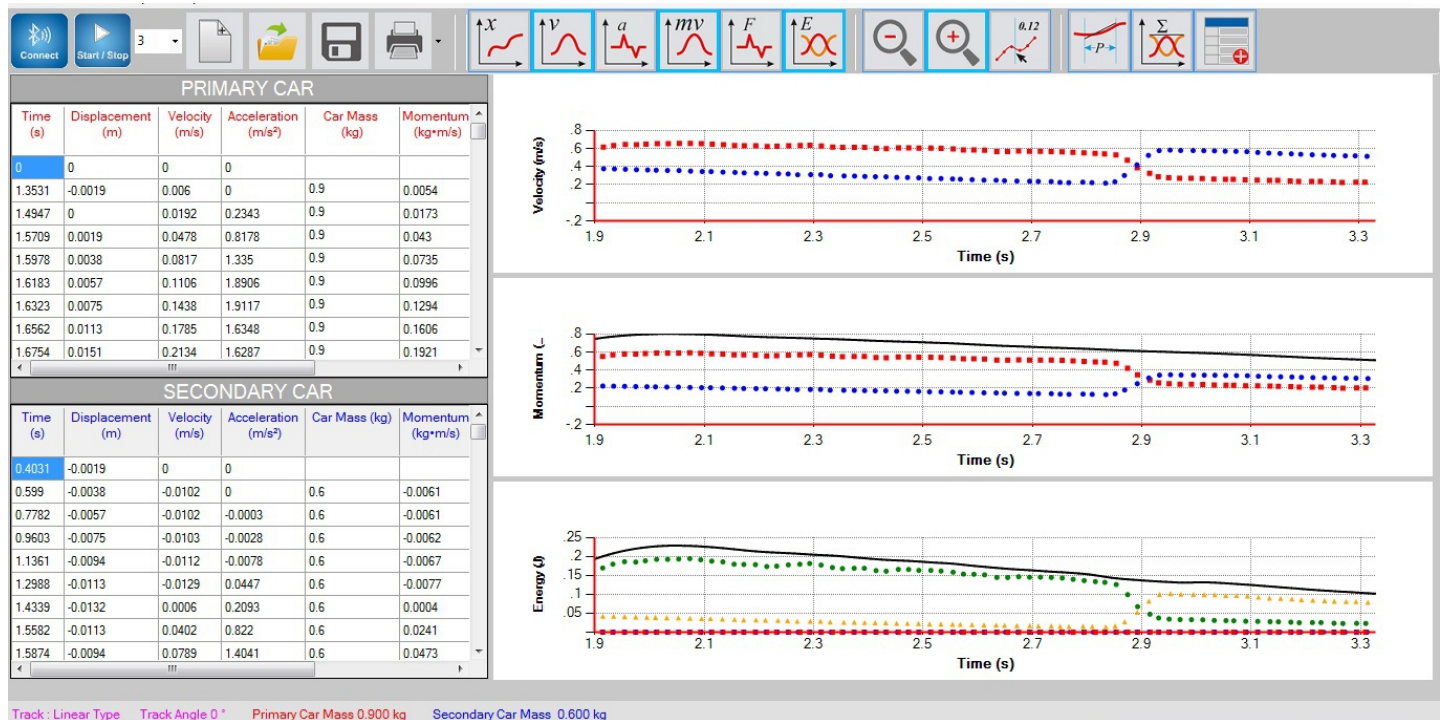 Connect
Start / Stop
3
x
v
a
mv
F
E
0.12
P
Σ
PRIMARY CAR
Time (s) Displacement (m) Velocity (m/s) Acceleration (m/s²) Car Mass (kg) Momentum (kg•m/s)
0 0 0 0
1.3531 -0.0019 0.006 0 0.9 0.0054
1.4947 0 0.0192 0.2343 0.9 0.0173
1.5709 0.0019 0.0478 0.8178 0.9 0.043
1.5978 0.0038 0.0817 1.335 0.9 0.0735
1.6183 0.0057 0.1106 1.8906 0.9 0.0996
1.6323 0.0075 0.1438 1.9117 0.9 0.1294
1.6562 0.0113 0.1785 1.6348 0.9 0.1606
1.6754 0.0151 0.2134 1.6287 0.9 0.1921
SECONDARY CAR
Time (s) Displacement (m) Velocity (m/s) Acceleration (m/s²) Car Mass (kg) Momentum (kg•m/s)
0.4031 -0.0019 0 0
0.599 -0.0038 -0.0102 0 0.6 -0.0061
0.7782 -0.0057 -0.0102 -0.0003 0.6 -0.0061
0.9603 -0.0075 -0.0103 -0.0028 0.6 -0.0062
1.1361 -0.0094 -0.0112 -0.0078 0.6 -0.0067
1.2988 -0.0113 -0.0129 0.0447 0.6 -0.0077
1.4339 -0.0132 0.0006 0.2093 0.6 0.0004
1.5582 -0.0113 0.0402 0.822 0.6 0.0241
1.5874 -0.0094 0.0789 1.4041 0.6 0.0473
Velocity (m/s)
.8
.6
.4
.2
-.2
1.9 2.1 2.3 2.5 2.7 2.9 3.1 3.3
Time (s)
Momentum (...
.8
.6
.4
.2
-.2
1.9 2.1 2.3 2.5 2.7 2.9 3.1 3.3
Time (s)
Energy (J)
.25
.2
.15
.1
.05
1.9 2.1 2.3 2.5 2.7 2.9 3.1 3.3
Time (s)
Track : Linear Type Track Angle 0 ° Primary Car Mass 0.900 kg Secondary Car Mass 0.600 kg